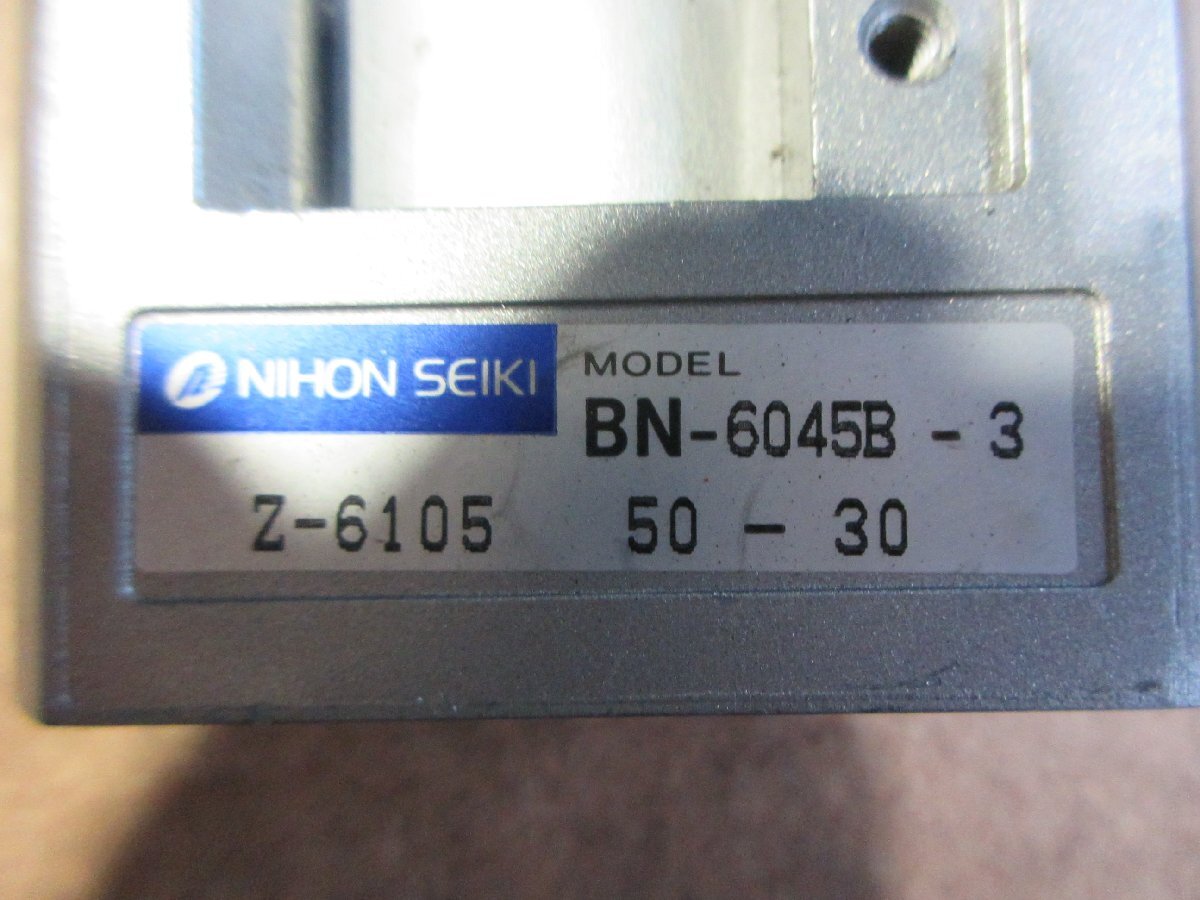 NIHON SEIKI
MODEL
BN-6045B - 3
Z-6105 50 - 30